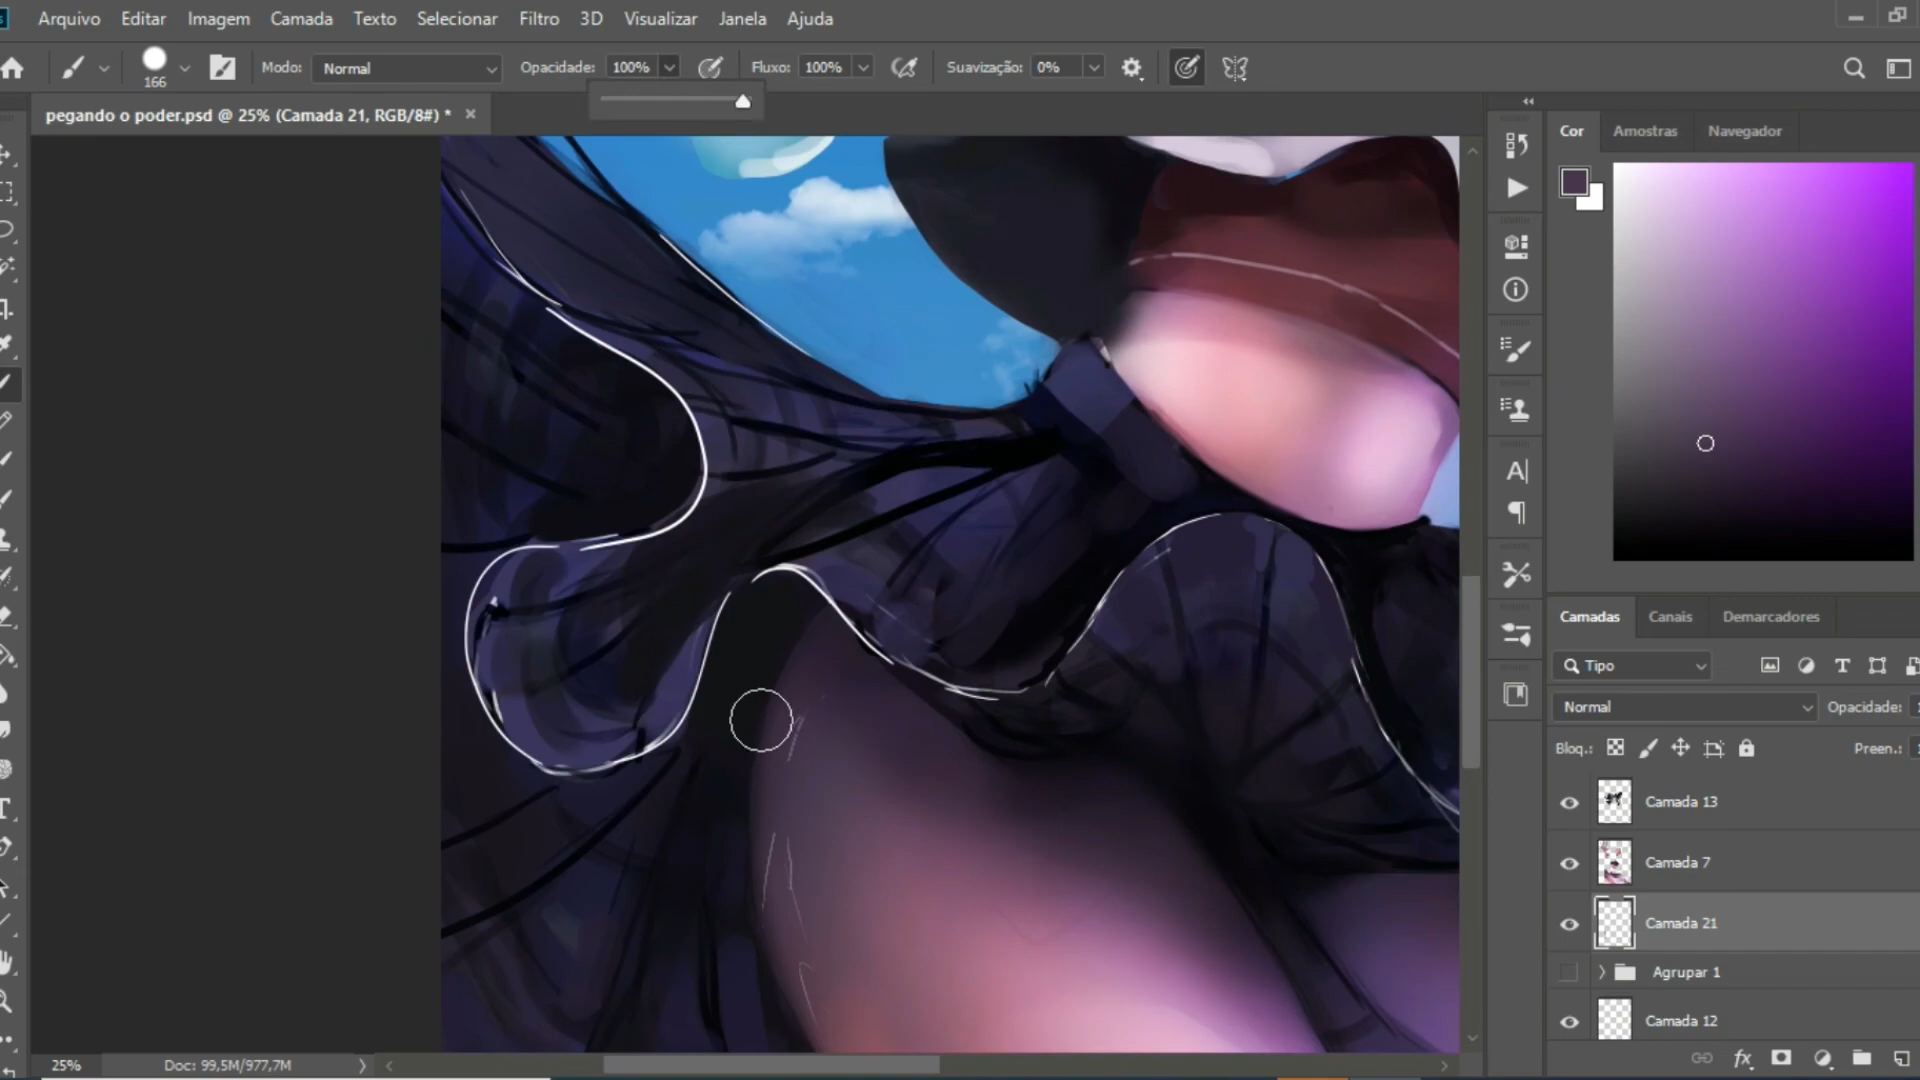 Arquivo Editar Imagem Camada Texto Selecionar Filtro 3D Visualizar Janela Ajuda
166 Modo: Normal Opacidade: 100% Fluxo: 100% Suavização: 0%
pegando o poder.psd @ 25% (Camada 21, RGB/8#) *
Cor Amostras Navegador
Camadas Canais Demarcadores
Tipo
Normal Opacidade:
Bloq.: Preen.:
Camada 13
Camada 7
Camada 21
Agrupar 1
Camada 12
25% Doc: 99,5M/977,7M